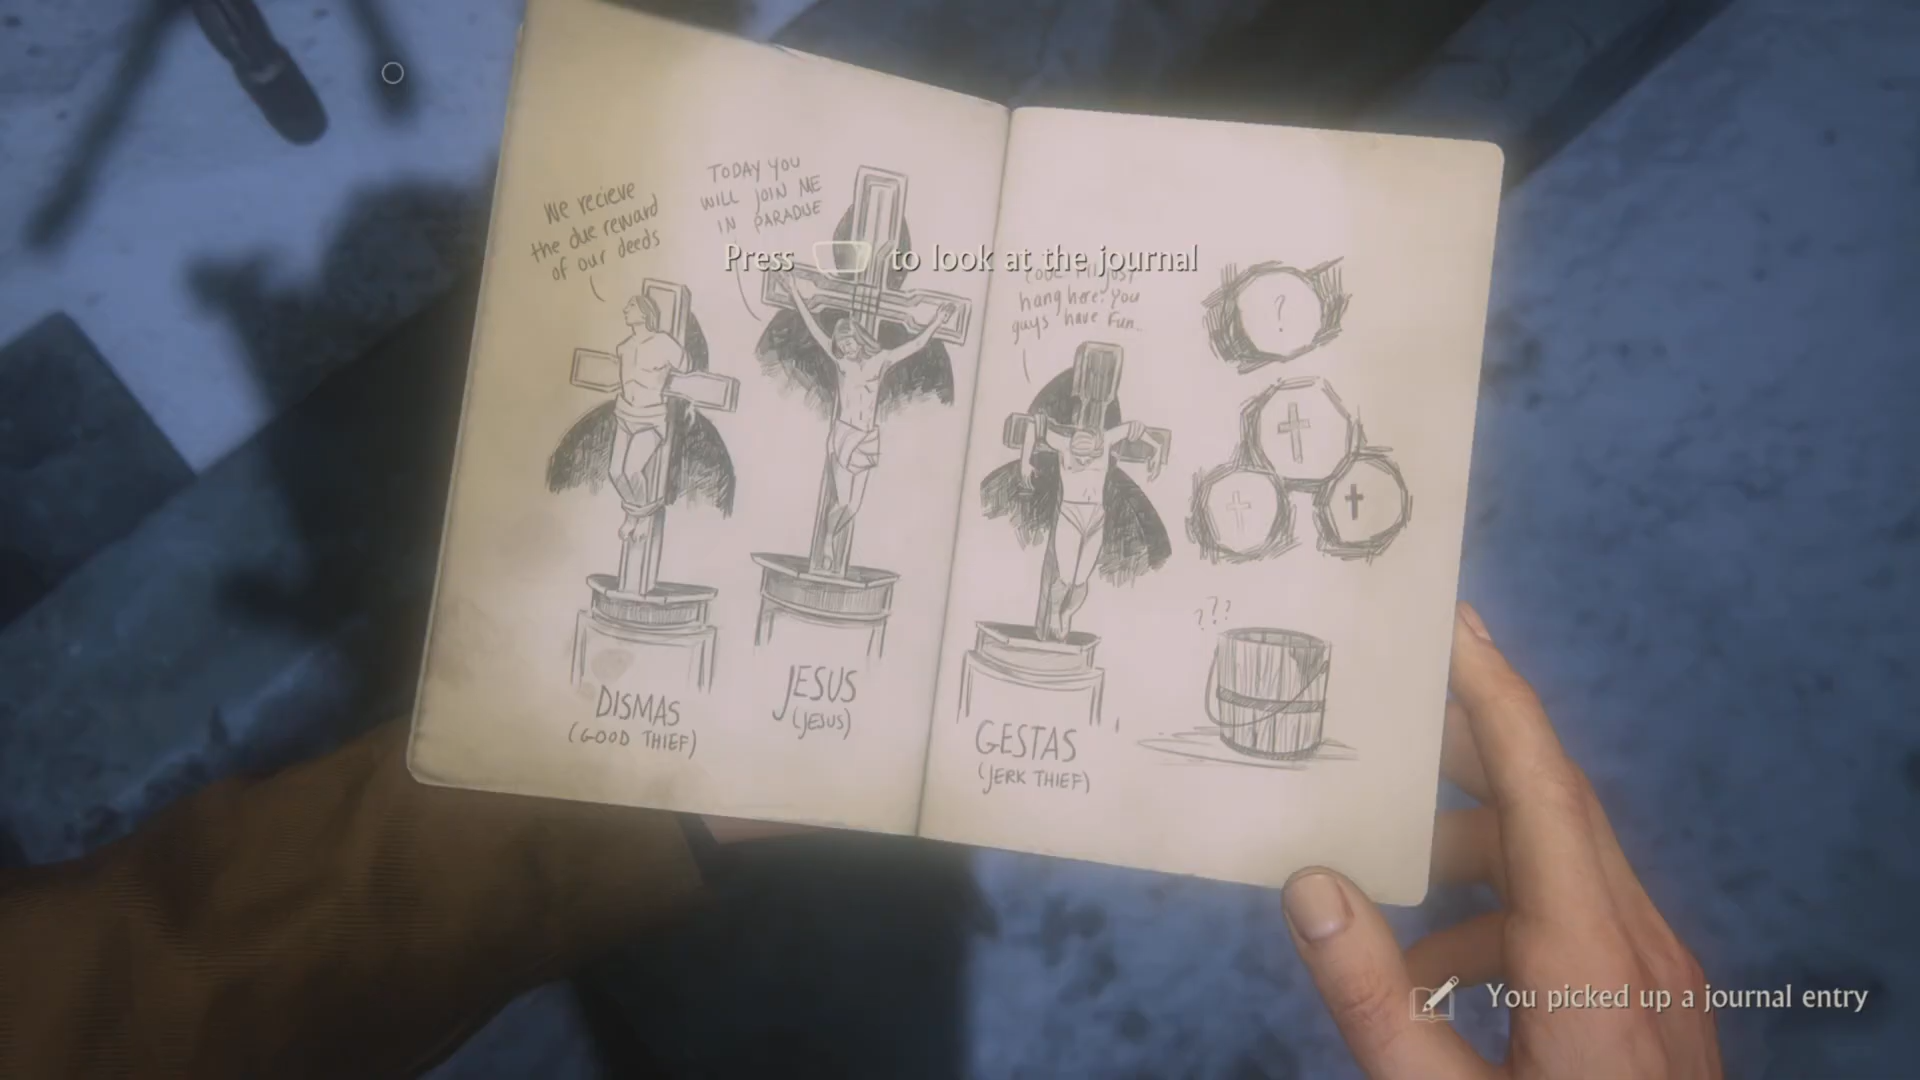 We recieve
the due reward
of our deeds
TODAY YOU
WILL JOIN ME
IN PARADISE
Press to look at the journal
hang here. You
guys have fun..
?
DISMAS
(GOOD THIEF)
JESUS
(JESUS)
GESTAS
(JERK THIEF)
???
You picked up a journal entry